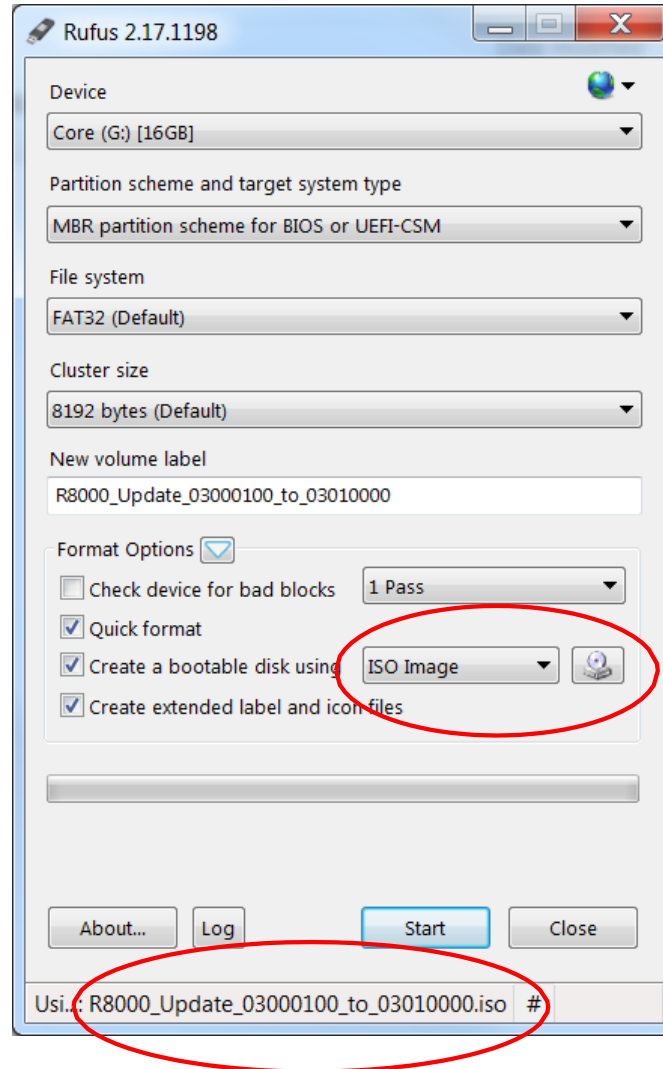 Rufus 2.17.1198
Device
Core (G:) [16GB]
Partition scheme and target system type
MBR partition scheme for BIOS or UEFI-CSM
File system
FAT32 (Default)
Cluster size
8192 bytes (Default)
New volume label
R8000_Update_03000100_to_03010000
Format Options
Check device for bad blocks 1 Pass
Quick format
Create a bootable disk using ISO Image
Create extended label and icon files
About... Log Start Close
Usi...: R8000_Update_03000100_to_03010000.iso #